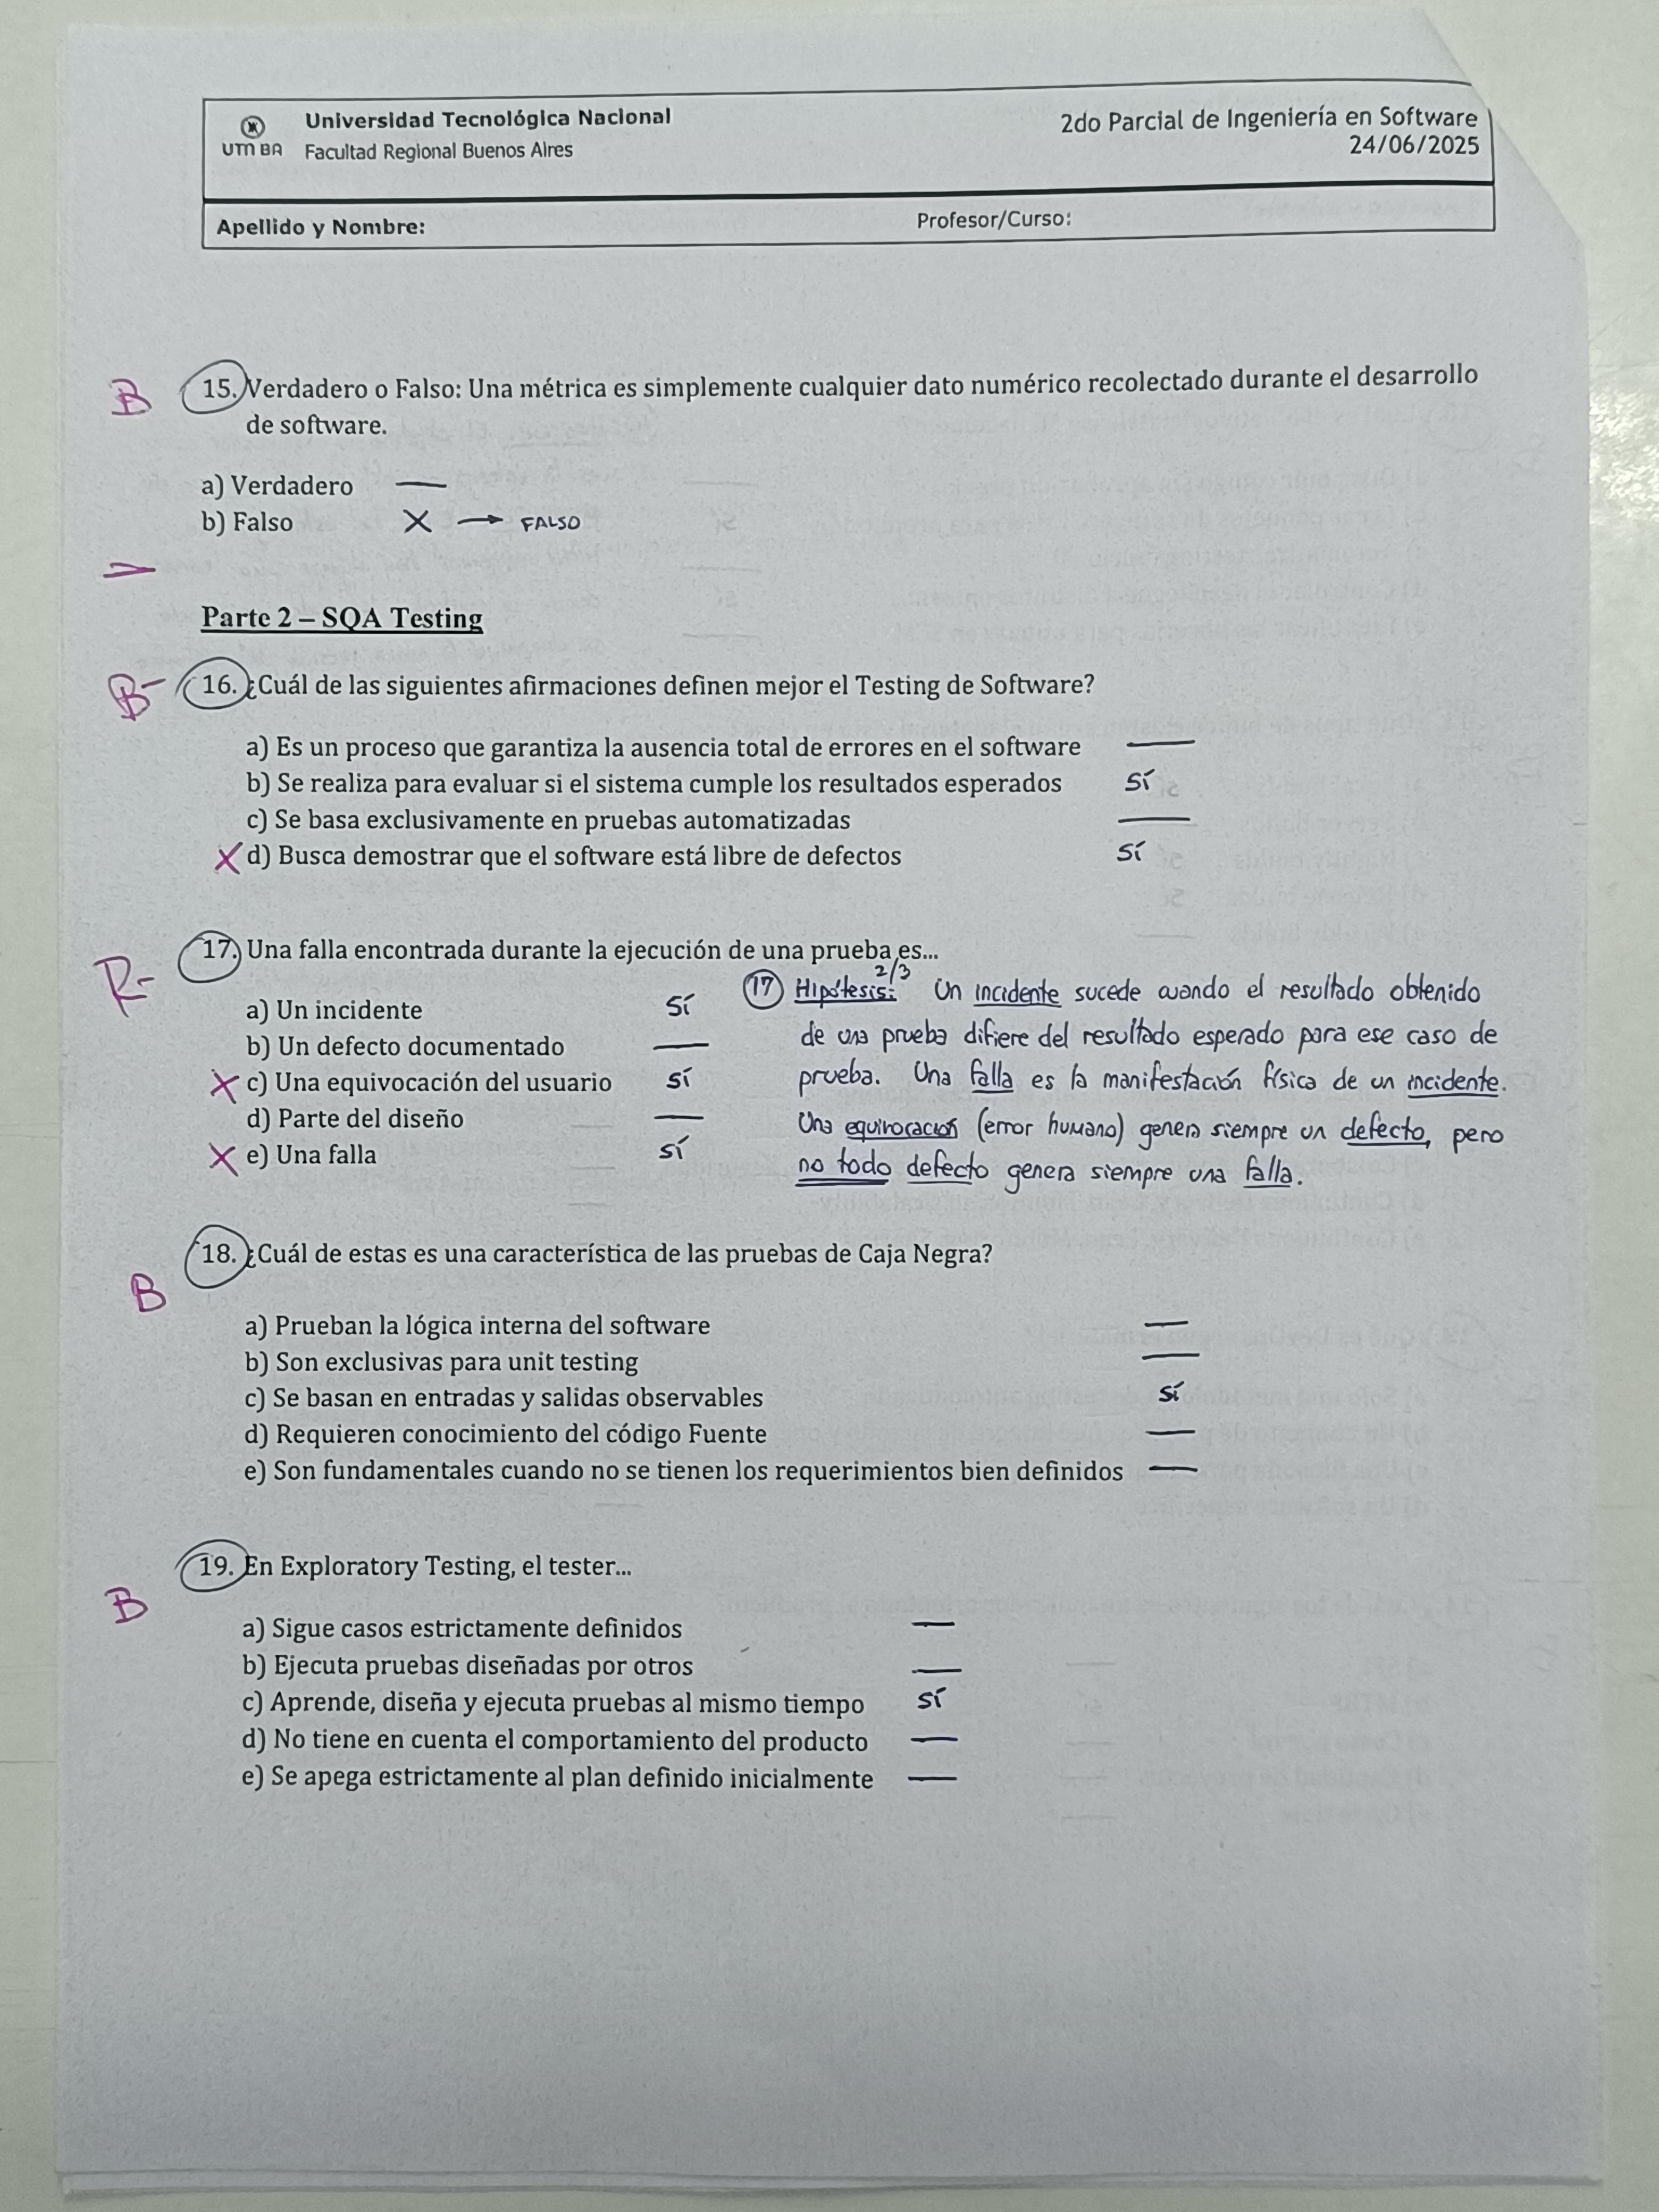 Universidad Tecnológica Nacional
UTN BA Facultad Regional Buenos Aires
2do Parcial de Ingeniería en Software
24/06/2025
Apellido y Nombre:
Profesor/Curso:
B 15. Verdadero o Falso: Una métrica es simplemente cualquier dato numérico recolectado durante el desarrollo
de software.
a) Verdadero —
b) Falso X → FALSO
Parte 2 – SQA Testing
B- 16. ¿Cuál de las siguientes afirmaciones definen mejor el Testing de Software?
a) Es un proceso que garantiza la ausencia total de errores en el software —
b) Se realiza para evaluar si el sistema cumple los resultados esperados SÍ
c) Se basa exclusivamente en pruebas automatizadas —
X d) Busca demostrar que el software está libre de defectos SÍ
R- 17. Una falla encontrada durante la ejecución de una prueba es...
a) Un incidente SÍ
b) Un defecto documentado —
X c) Una equivocación del usuario SÍ
d) Parte del diseño —
X e) Una falla SÍ
17 Hipótesis: 2/3 Un incidente sucede cuando el resultado obtenido
de una prueba difiere del resultado esperado para ese caso de
prueba. Una falla es la manifestación física de un incidente.
Una equivocación (error humano) genera siempre un defecto, pero
no todo defecto genera siempre una falla.
B 18. ¿Cuál de estas es una característica de las pruebas de Caja Negra?
a) Prueban la lógica interna del software —
b) Son exclusivas para unit testing —
c) Se basan en entradas y salidas observables SÍ
d) Requieren conocimiento del código Fuente —
e) Son fundamentales cuando no se tienen los requerimientos bien definidos —
B 19. En Exploratory Testing, el tester...
a) Sigue casos estrictamente definidos —
b) Ejecuta pruebas diseñadas por otros —
c) Aprende, diseña y ejecuta pruebas al mismo tiempo SÍ
d) No tiene en cuenta el comportamiento del producto —
e) Se apega estrictamente al plan definido inicialmente —